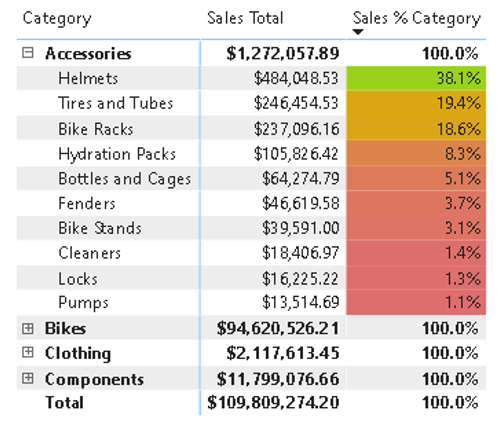 Category Sales Total Sales % Category
Accessories $1,272,057.89 100.0%
Helmets $484,048.53 38.1%
Tires and Tubes $246,454.53 19.4%
Bike Racks $237,096.16 18.6%
Hydration Packs $105,826.42 8.3%
Bottles and Cages $64,274.79 5.1%
Fenders $46,619.58 3.7%
Bike Stands $39,591.00 3.1%
Cleaners $18,406.97 1.4%
Locks $16,225.22 1.3%
Pumps $13,514.69 1.1%
Bikes $94,620,526.21 100.0%
Clothing $2,117,613.45 100.0%
Components $11,799,076.66 100.0%
Total $109,809,274.20 100.0%